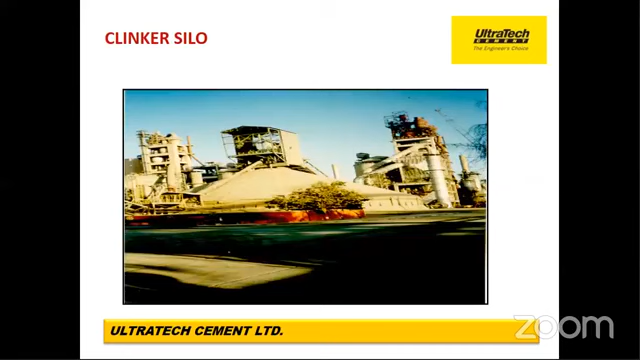 CLINKER SILO
UltraTech
CEMENT
The Engineer's Choice
ULTRATECH CEMENT LTD.
zoom